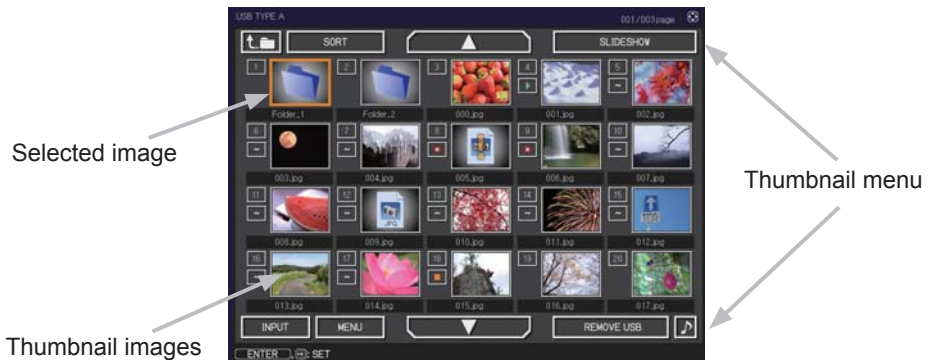 USB TYPE A 001/003page
SORT SLIDESHOW
1 2 3 4 5
Folder_1 Folder_2 000.jpg 001.jpg 002.jpg
6 7 8 9 10
003.jpg 004.jpg 005.jpg 006.jpg 007.jpg
11 12 13 14 15
JPG
008.jpg 009.jpg 010.jpg 011.jpg 012.jpg
16 17 18 19 20
013.jpg 014.jpg 015.jpg 016.jpg 017.jpg
INPUT MENU REMOVE USB
ENTER , : SET
Selected image
Thumbnail menu
Thumbnail images